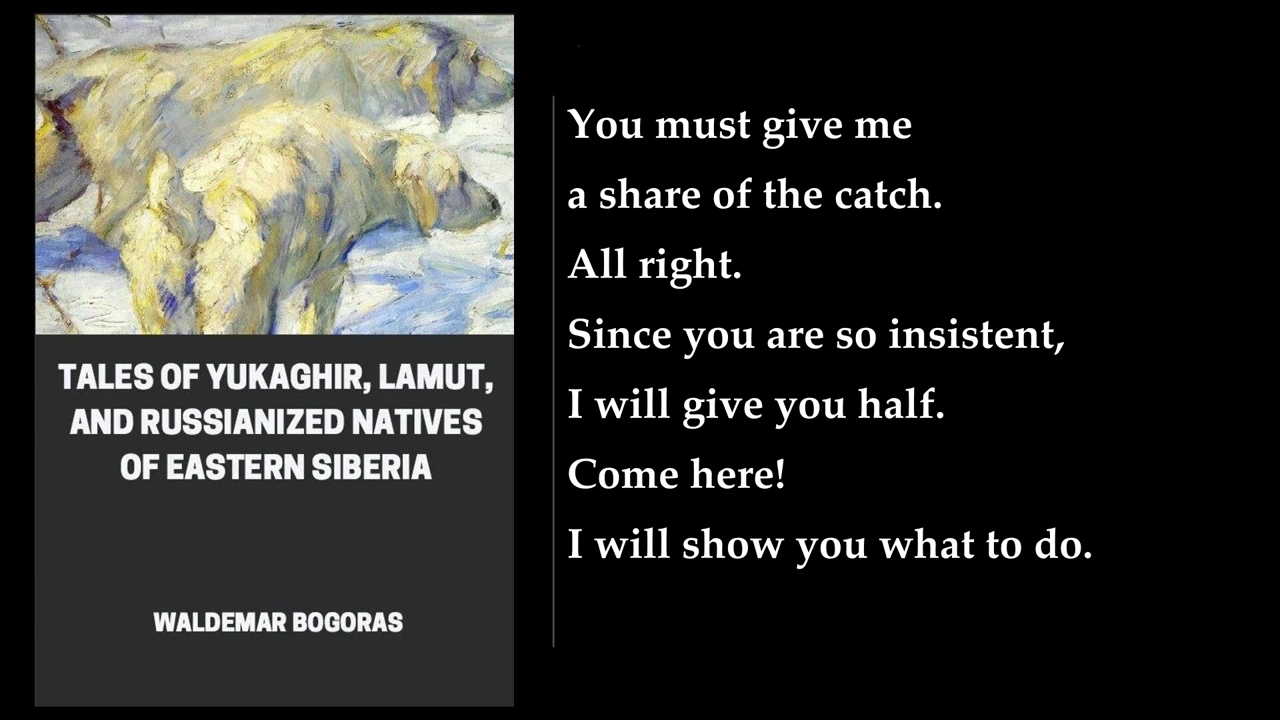 TALES OF YUKAGHIR, LAMUT,
AND RUSSIANIZED NATIVES
OF EASTERN SIBERIA
WALDEMAR BOGORAS
You must give me
a share of the catch.
All right.
Since you are so insistent,
I will give you half.
Come here!
I will show you what to do.